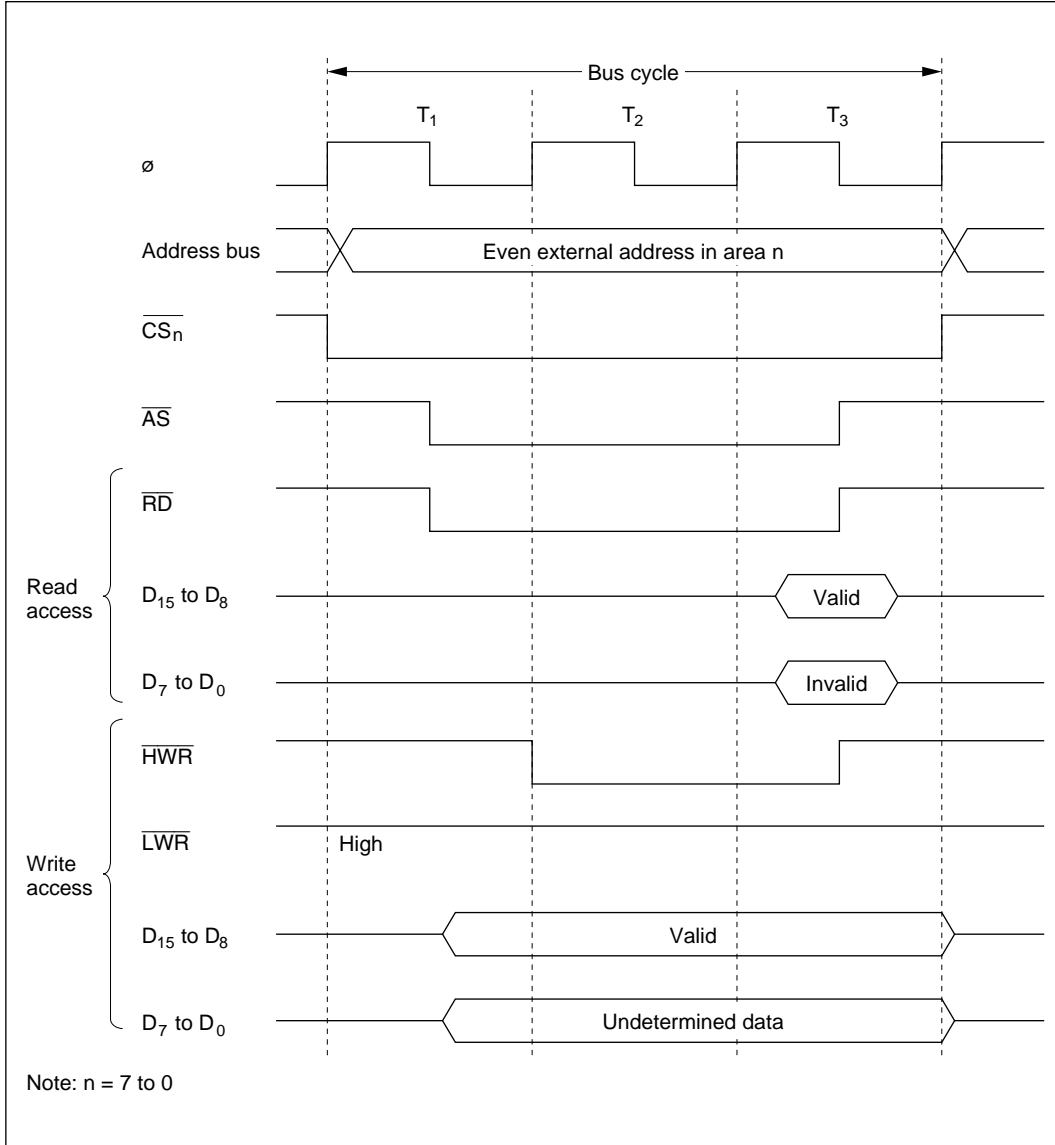 Bus cycle
T1 T2 T3
ø
Address bus Even external address in area n
CSn
AS
RD
Read
access
D15 to D8 Valid
D7 to D0 Invalid
HWR
LWR High
Write
access
D15 to D8 Valid
D7 to D0 Undetermined data
Note: n = 7 to 0